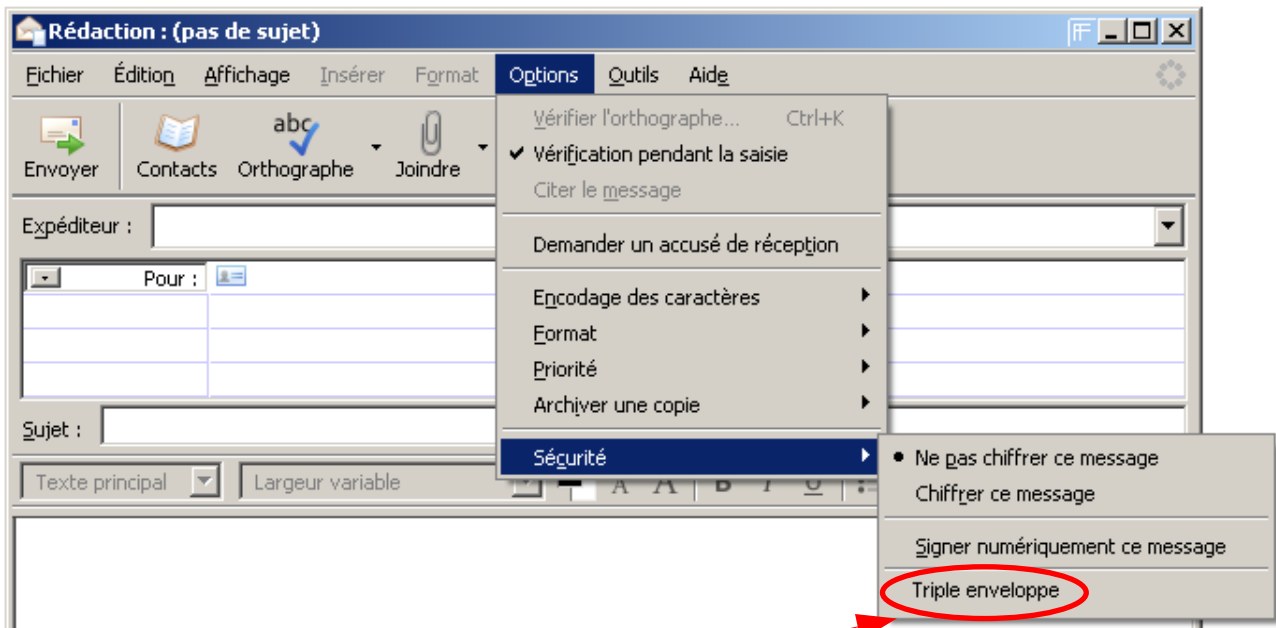 Rédaction : (pas de sujet)
Fichier Édition Affichage Insérer Format Options Outils Aide
Envoyer Contacts abc Orthographe Joindre
Vérifier l'orthographe... Ctrl+K
Vérification pendant la saisie
Citer le message
Demander un accusé de réception
Encodage des caractères
Format
Priorité
Archiver une copie
Sécurité
Expéditeur :
Pour :
Sujet :
Texte principal Largeur variable A A B I U
Ne pas chiffrer ce message
Chiffrer ce message
Signer numériquement ce message
Triple enveloppe